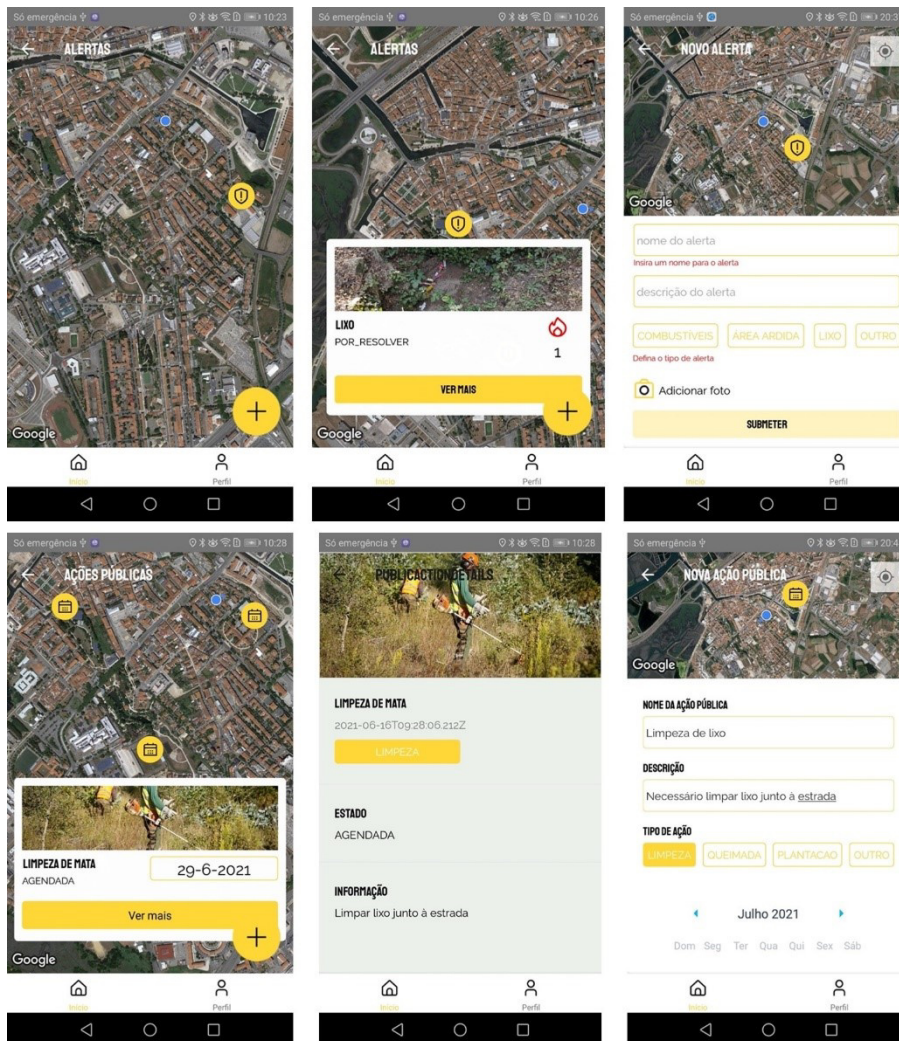 Só emergência 10:23
ALERTAS
Google
Início Perfil
Só emergência 10:26
ALERTAS
LIXO
POR_RESOLVER
1
VER MAIS
Google
Início Perfil
Só emergência 20:3
NOVO ALERTA
Google
nome do alerta
Insira um nome para o alerta
descrição do alerta
COMBUSTÍVEIS ÁREA ARDIDA LIXO OUTRO
Defina o tipo de alerta
Adicionar foto
SUBMETER
Início Perfil
Só emergência 10:28
AÇÕES PÚBLICAS
LIMPEZA DE MATA
AGENDADA
29-6-2021
Ver mais
Google
Início Perfil
Só emergência 10:28
PUBLICACTIONDETAILS
LIMPEZA DE MATA
2021-06-16T09:28:06.212Z
LIMPEZA
ESTADO
AGENDADA
INFORMAÇÃO
Limpar lixo junto à estrada
Início Perfil
Só emergência 20:4
NOVA AÇÃO PÚBLICA
Google
NOME DA AÇÃO PÚBLICA
Limpeza de lixo
DESCRIÇÃO
Necessário limpar lixo junto à estrada
TIPO DE AÇÃO
LIMPEZA QUEIMADA PLANTACAO OUTRO
Julho 2021
Dom Seg Ter Qua Qui Sex Sáb
Início Perfil